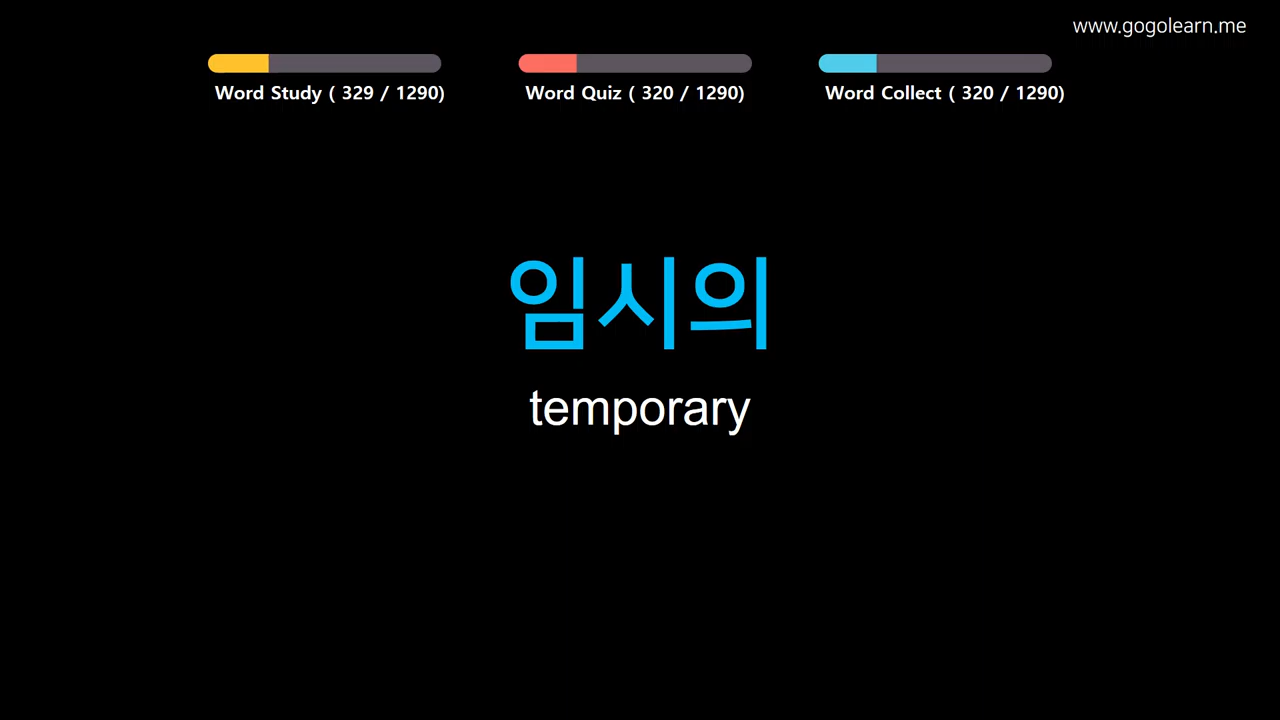 www.gogolearn.me
Word Study ( 329 / 1290)
Word Quiz ( 320 / 1290)
Word Collect ( 320 / 1290)
임시의
temporary